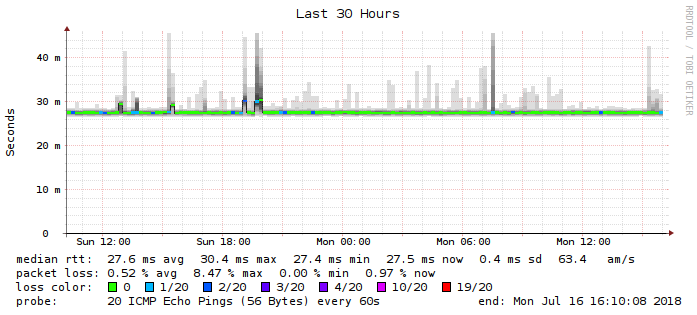 Last 30 Hours
RRDTOOL / TOBI OETIKER
Seconds
40 m
30 m
20 m
10 m
0
Sun 12:00 Sun 18:00 Mon 00:00 Mon 06:00 Mon 12:00
median rtt: 27.6 ms avg 30.4 ms max 27.4 ms min 27.5 ms now 0.4 ms sd 63.4 am/s
packet loss: 0.52 % avg 8.47 % max 0.00 % min 0.97 % now
loss color: 0 1/20 2/20 3/20 4/20 10/20 19/20
probe: 20 ICMP Echo Pings (56 Bytes) every 60s end: Mon Jul 16 16:10:08 2018